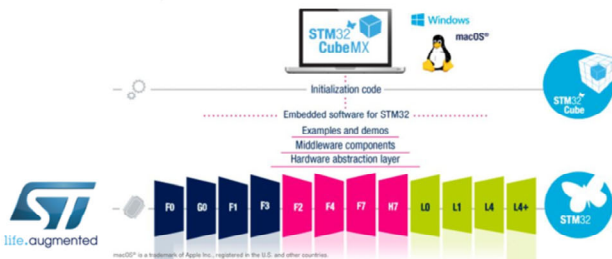 STM32
CubeMX
Windows
macOS®
Initialization code
STM32
Cube
Embedded software for STM32
Examples and demos
Middleware components
Hardware abstraction layer
F0 G0 F1 F3 F2 F4 F7 H7 L0 L1 L4 L4+
STM32
ST
life.augmented
macOS® is a trademark of Apple Inc., registered in the U.S. and other countries.